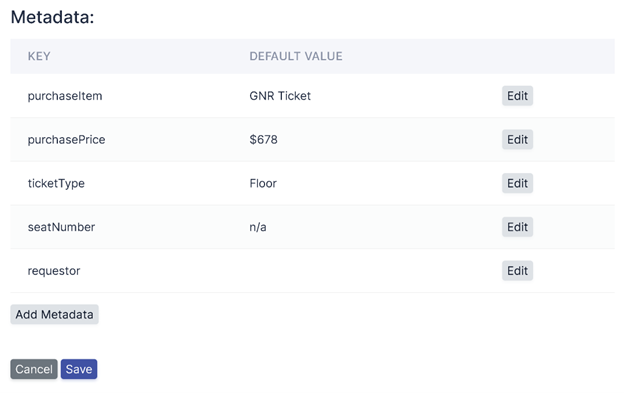 Metadata:
KEY DEFAULT VALUE
purchaseItem GNR Ticket Edit
purchasePrice $678 Edit
ticketType Floor Edit
seatNumber n/a Edit
requestor Edit
Add Metadata
Cancel Save